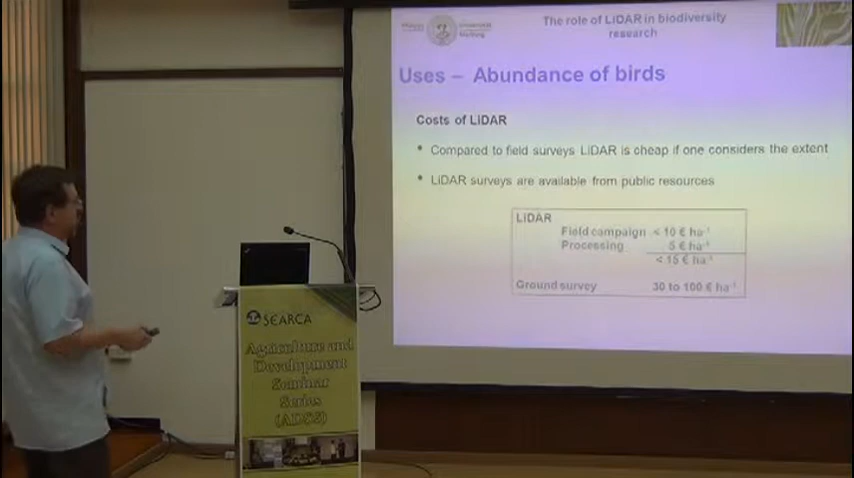 The role of LiDAR in biodiversity
research
Uses – Abundance of birds
Costs of LiDAR
• Compared to field surveys LiDAR is cheap if one considers the extent
• LiDAR surveys are available from public resources
LiDAR
Field campaign < 10 € ha⁻¹
Processing 5 € ha⁻¹
< 15 € ha⁻¹
Ground survey 30 to 100 € ha⁻¹
SEARCA
Agriculture and
Development
Seminar
Series
(ADSS)